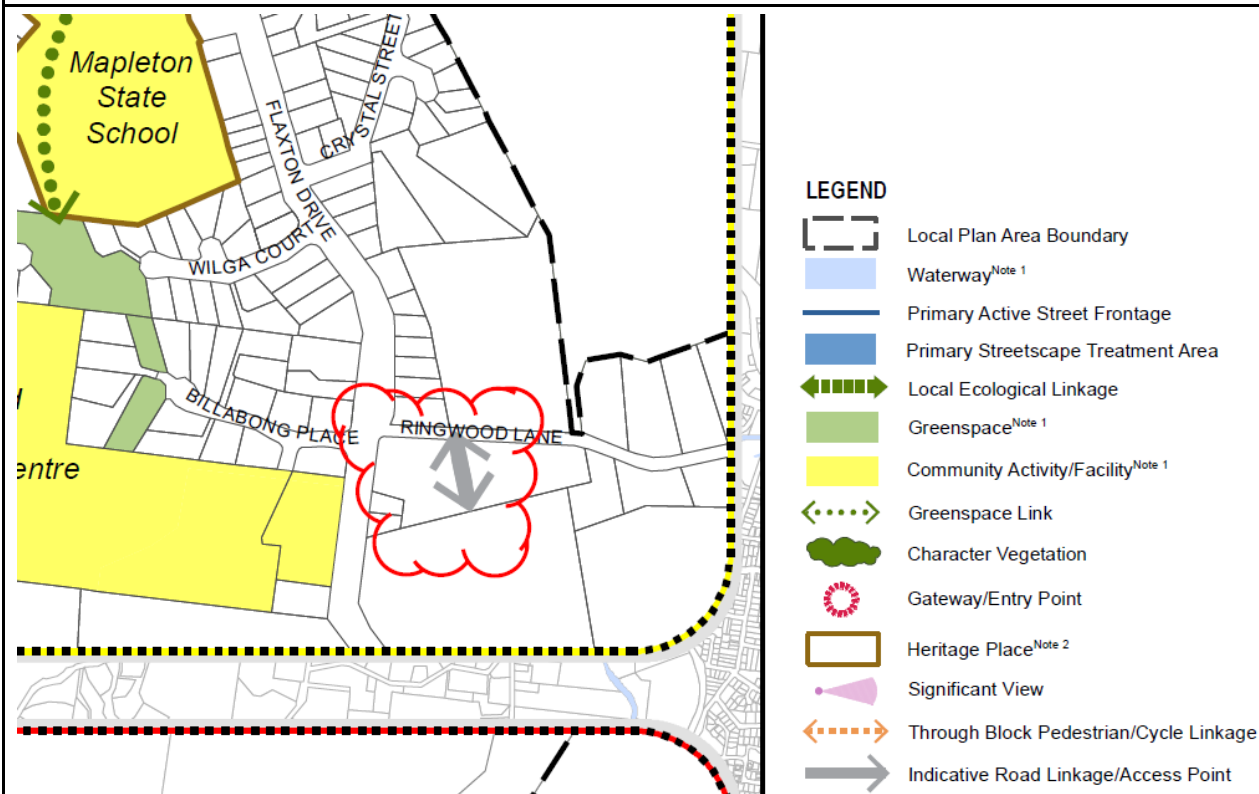 Mapleton
State
School
FLAXTON DRIVE
CRYSTAL STREET
WILGA COURT
BILLABONG PLACE
RINGWOOD LANE
entre
LEGEND
Local Plan Area Boundary
Waterway Note 1
Primary Active Street Frontage
Primary Streetscape Treatment Area
Local Ecological Linkage
Greenspace Note 1
Community Activity/Facility Note 1
Greenspace Link
Character Vegetation
Gateway/Entry Point
Heritage Place Note 2
Significant View
Through Block Pedestrian/Cycle Linkage
Indicative Road Linkage/Access Point